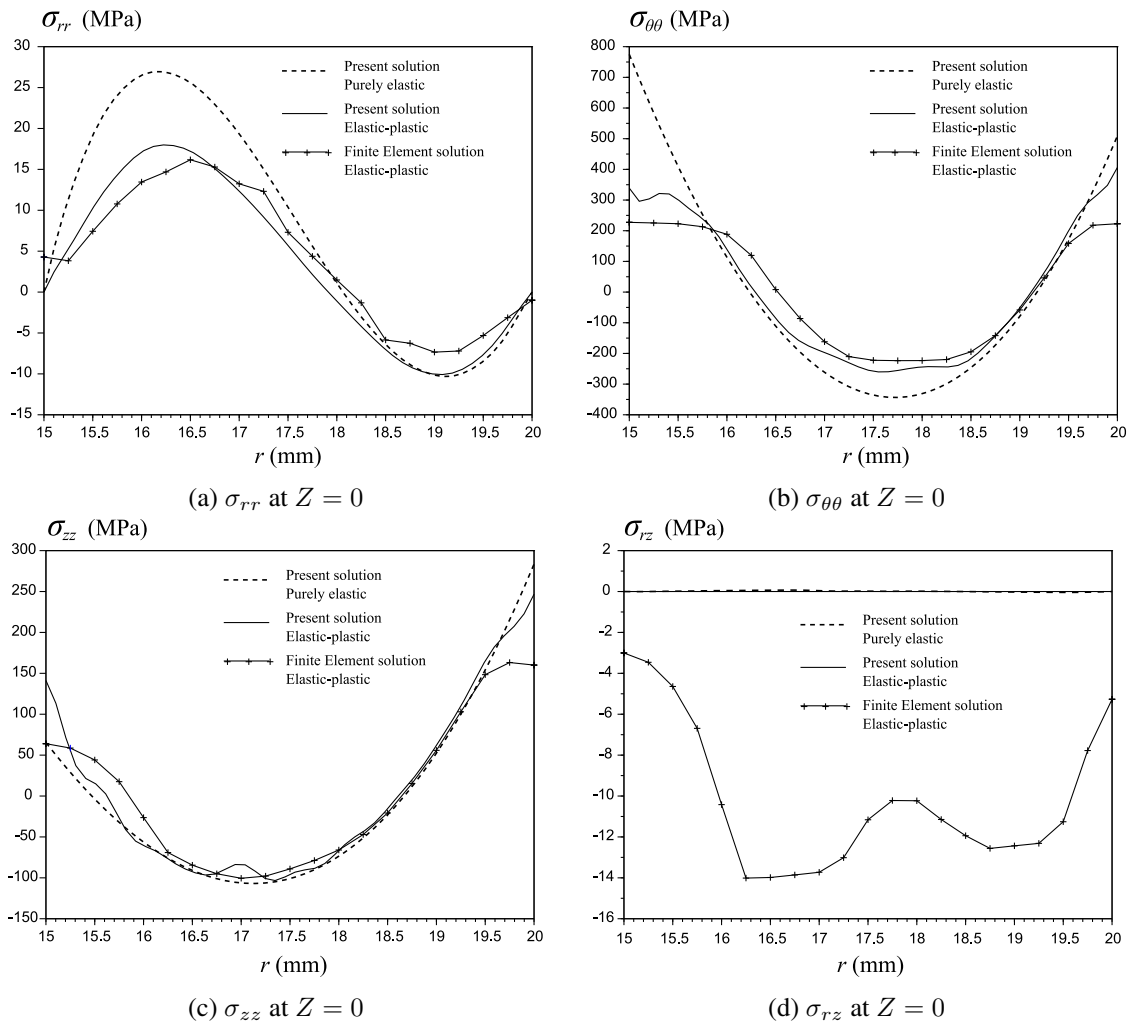 σrr (MPa)
30
25
20
15
10
5
0
-5
-10
-15
15 15.5 16 16.5 17 17.5 18 18.5 19 19.5 20
r (mm)
Present solution
Purely elastic
Present solution
Elastic-plastic
Finite Element solution
Elastic-plastic
(a) σrr at Z = 0
σθθ (MPa)
800
700
600
500
400
300
200
100
0
-100
-200
-300
-400
15 15.5 16 16.5 17 17.5 18 18.5 19 19.5 20
r (mm)
Present solution
Purely elastic
Present solution
Elastic-plastic
Finite Element solution
Elastic-plastic
(b) σθθ at Z = 0
σzz (MPa)
300
250
200
150
100
50
0
-50
-100
-150
15 15.5 16 16.5 17 17.5 18 18.5 19 19.5 20
r (mm)
Present solution
Purely elastic
Present solution
Elastic-plastic
Finite Element solution
Elastic-plastic
(c) σzz at Z = 0
σrz (MPa)
2
0
-2
-4
-6
-8
-10
-12
-14
-16
15 15.5 16 16.5 17 17.5 18 18.5 19 19.5 20
r (mm)
Present solution
Purely elastic
Present solution
Elastic-plastic
Finite Element solution
Elastic-plastic
(d) σrz at Z = 0